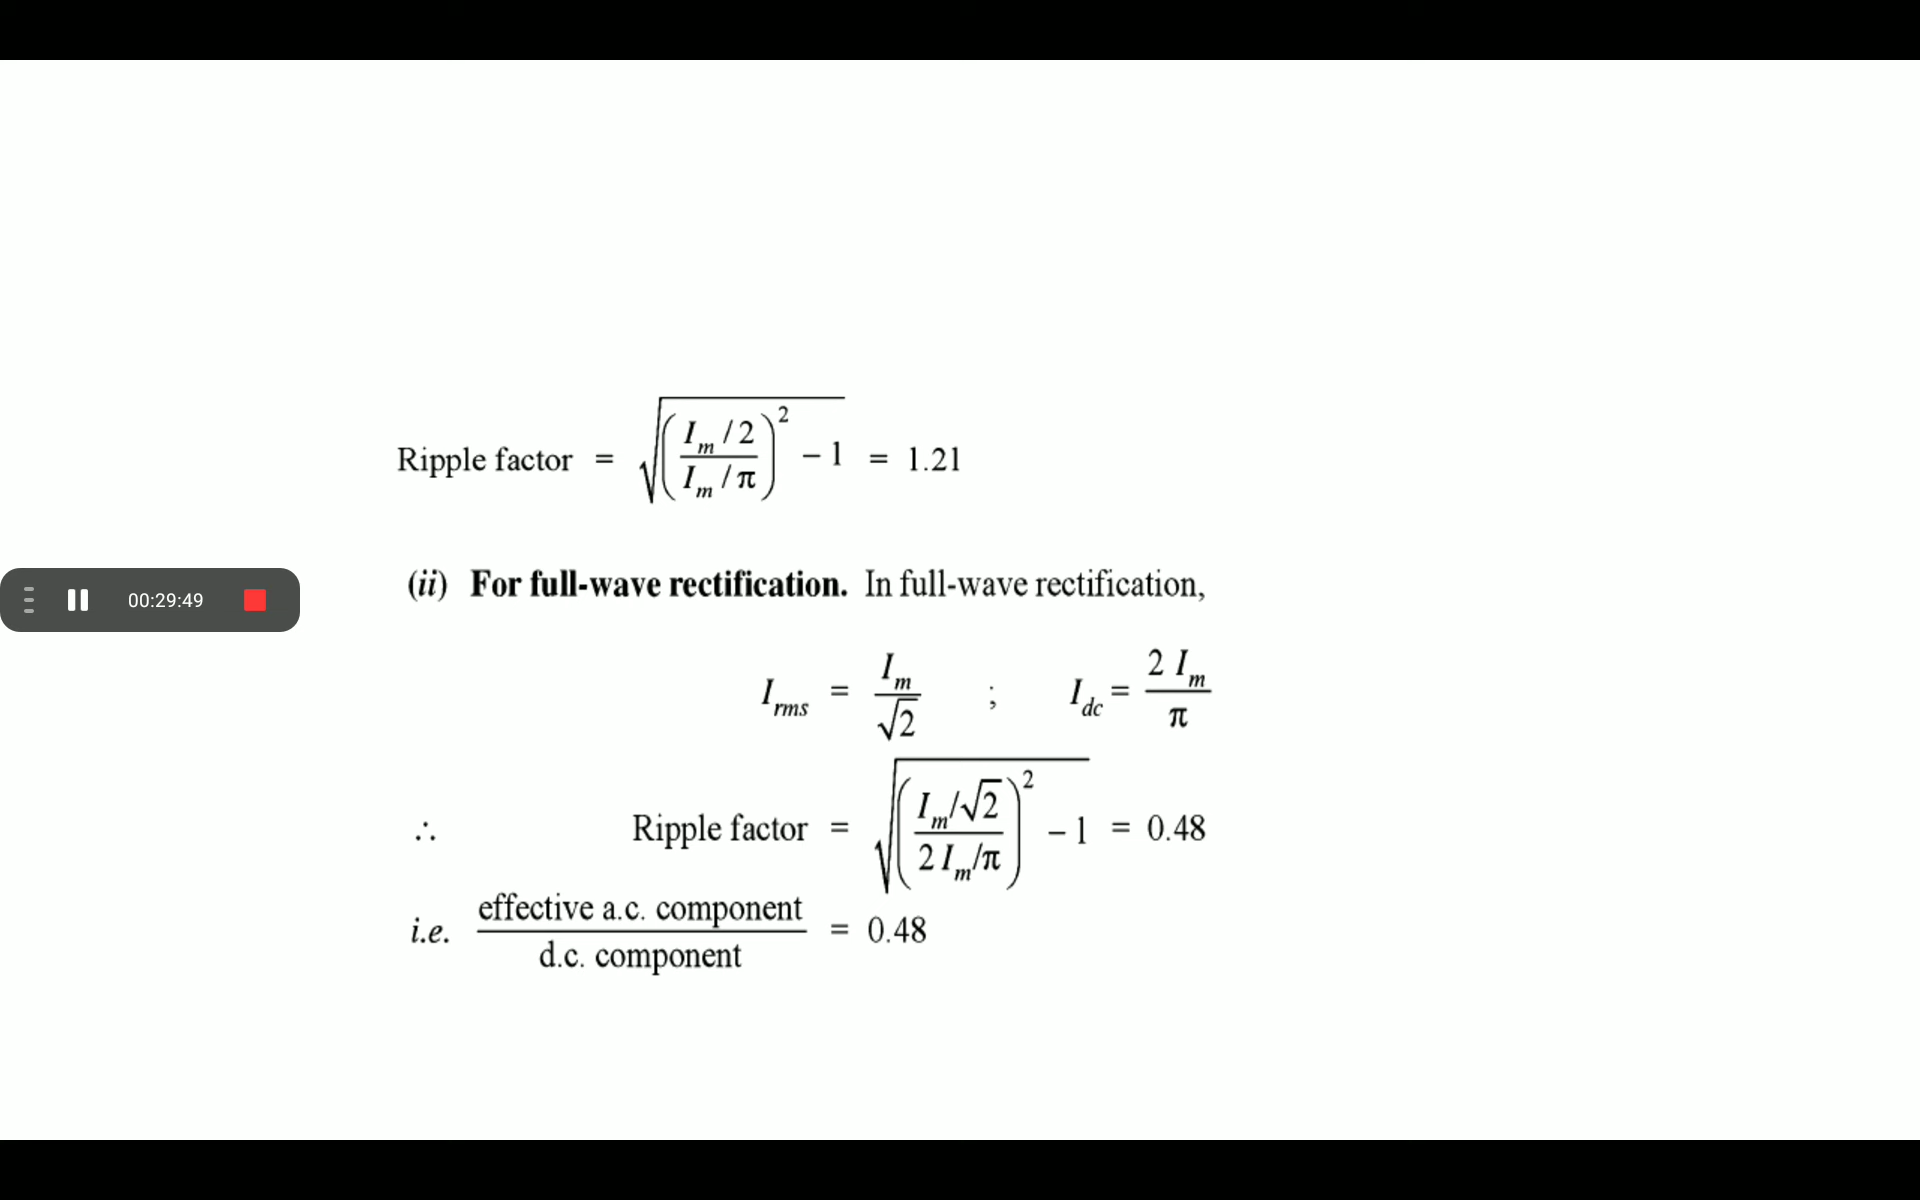 Ripple factor = √((I_m / 2)/(I_m / π))² − 1 = 1.21
(ii) For full-wave rectification. In full-wave rectification,
00:29:49
I_rms = I_m/√2 ; I_dc = 2 I_m/π
∴ Ripple factor = √((I_m/√2)/(2 I_m/π))² − 1 = 0.48
i.e. effective a.c. component/d.c. component = 0.48